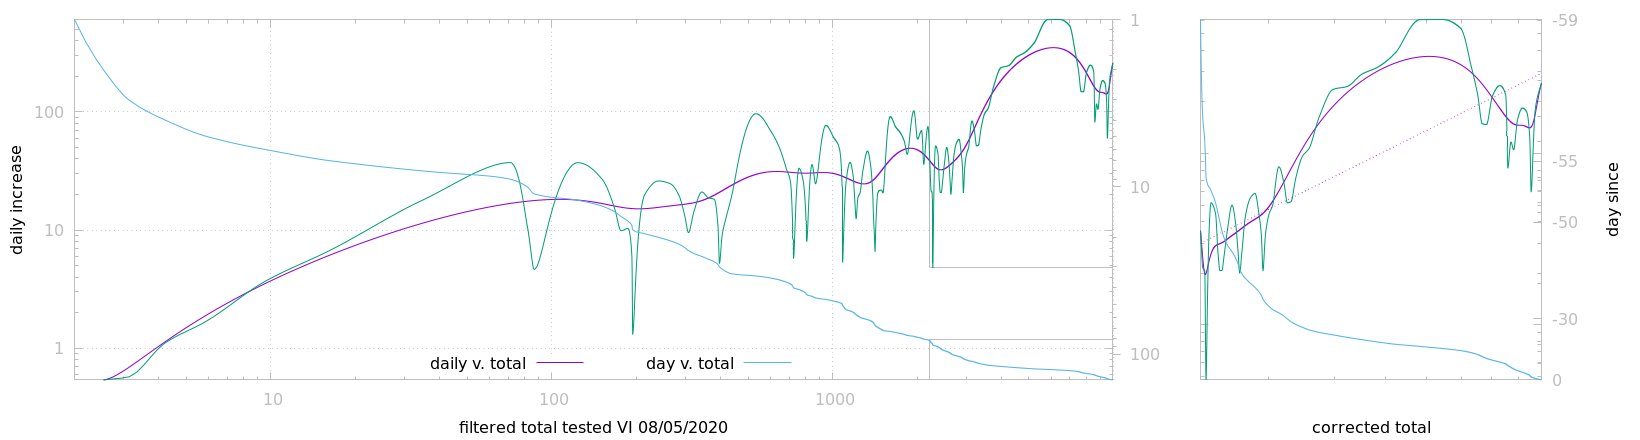 daily increase
100
10
1
10
100
1000
filtered total tested VI 08/05/2020
daily v. total
day v. total
1
10
100
-59
-55
-50
-30
0
day since
corrected total